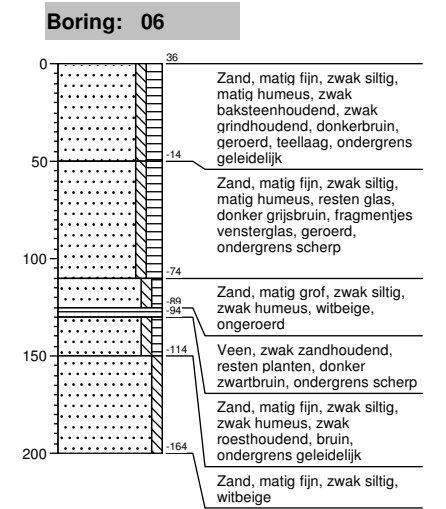 Boring: 06
0
36
Zand, matig fijn, zwak siltig,
matig humeus, zwak
baksteenhoudend, zwak
grindhoudend, donkerbruin,
geroerd, teellaag, ondergrens
geleidelijk
50
-14
Zand, matig fijn, zwak siltig,
matig humeus, resten glas,
donker grijsbruin, fragmentjes
vensterglas, geroerd,
ondergrens scherp
100
-74
Zand, matig grof, zwak siltig,
zwak humeus, witbeige,
ongeroerd
-89
-94
Veen, zwak zandhoudend,
resten planten, donker
zwartbruin, ondergrens scherp
150
-114
Zand, matig fijn, zwak siltig,
zwak humeus, zwak
roesthoudend, bruin,
ondergrens geleidelijk
200
-164
Zand, matig fijn, zwak siltig,
witbeige